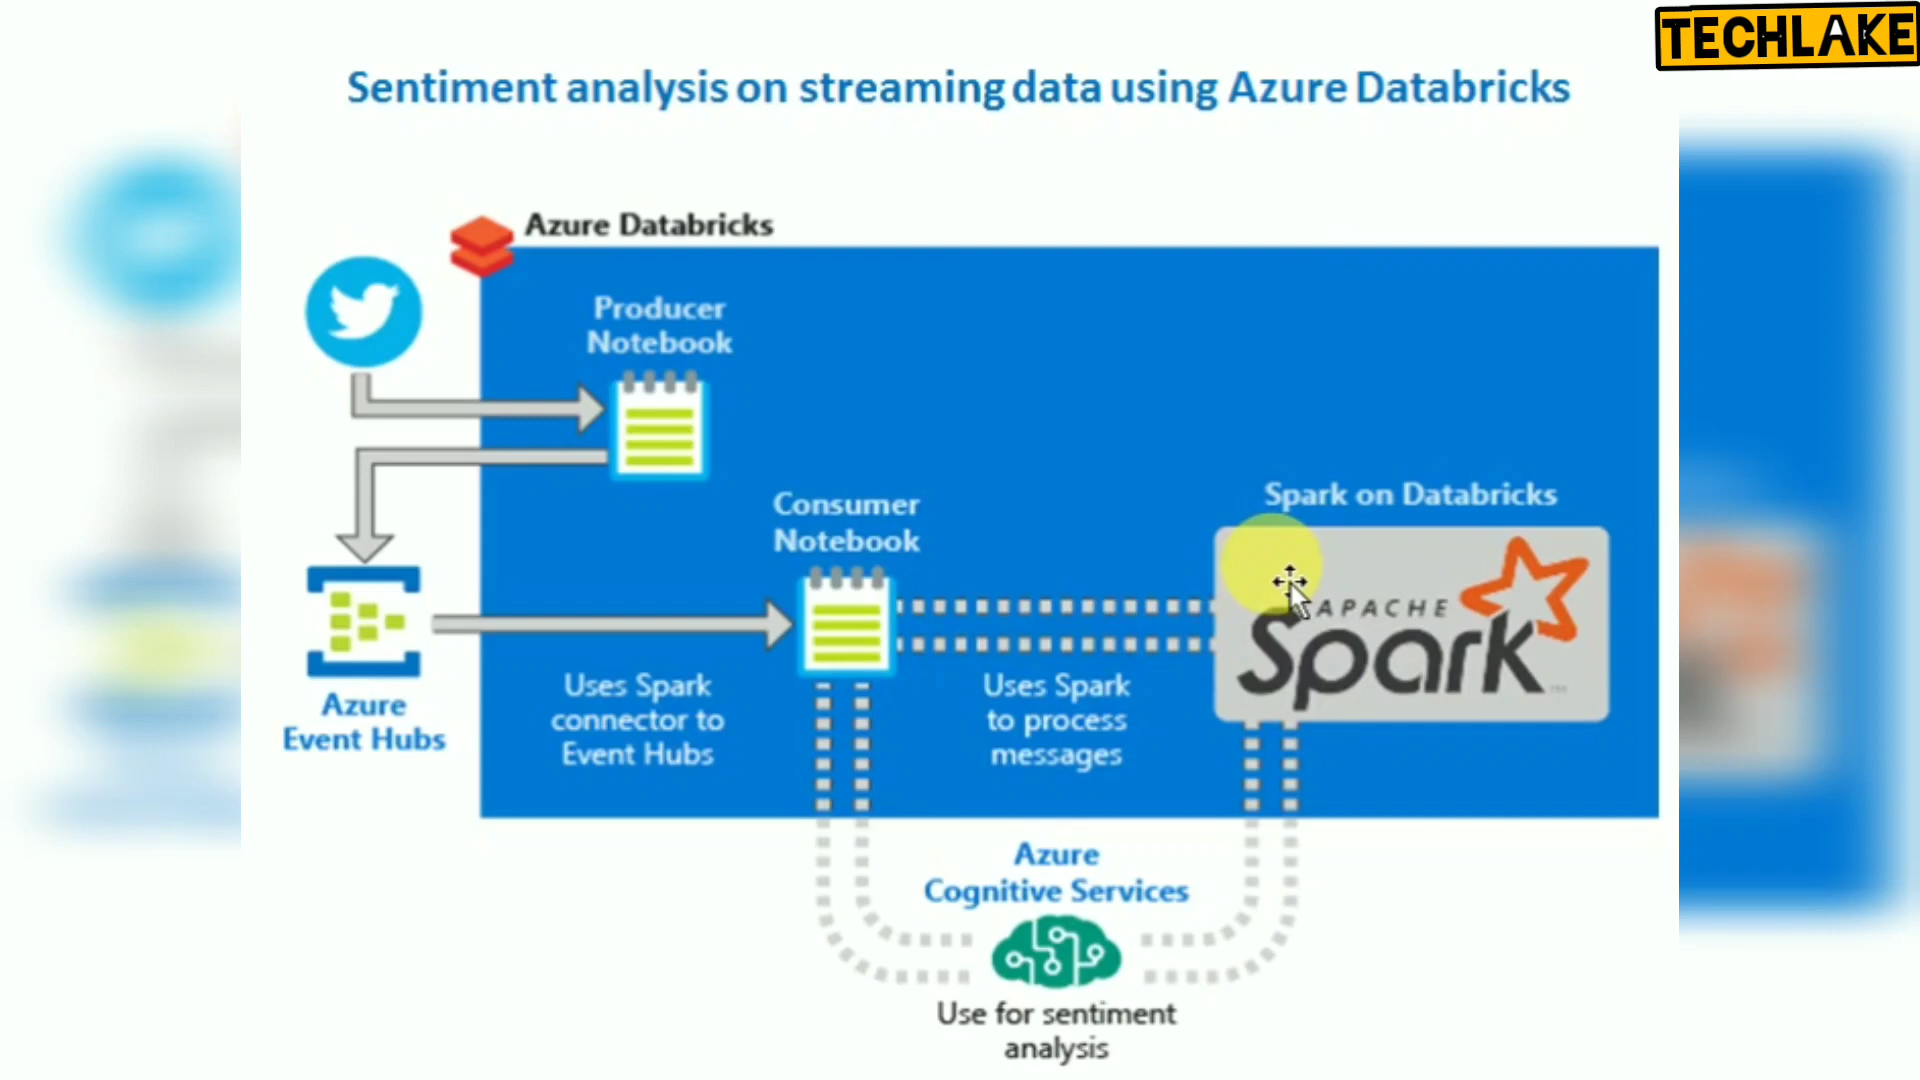 TECHLAKE
Sentiment analysis on streaming data using Azure Databricks
Azure Databricks
Producer
Notebook
Consumer
Notebook
Spark on Databricks
APACHE
Spark™
Azure
Event Hubs
Uses Spark
connector to
Event Hubs
Uses Spark
to process
messages
Azure
Cognitive Services
Use for sentiment
analysis